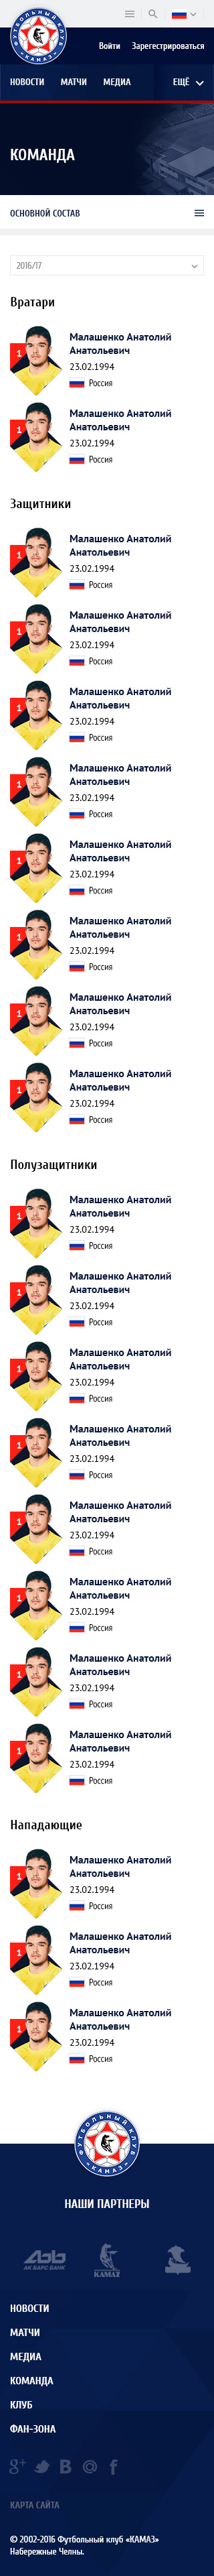 ФУТБОЛЬНЫЙ КЛУБ
«КАМАЗ»
Войти Зарегестрироваться
НОВОСТИ МАТЧИ МЕДИА ЕЩЁ
КОМАНДА
ОСНОВНОЙ СОСТАВ
2016/17
Вратари
1
Малашенко Анатолий
Анатольевич
23.02.1994
Россия
1
Малашенко Анатолий
Анатольевич
23.02.1994
Россия
Защитники
1
Малашенко Анатолий
Анатольевич
23.02.1994
Россия
1
Малашенко Анатолий
Анатольевич
23.02.1994
Россия
1
Малашенко Анатолий
Анатольевич
23.02.1994
Россия
1
Малашенко Анатолий
Анатольевич
23.02.1994
Россия
1
Малашенко Анатолий
Анатольевич
23.02.1994
Россия
1
Малашенко Анатолий
Анатольевич
23.02.1994
Россия
1
Малашенко Анатолий
Анатольевич
23.02.1994
Россия
1
Малашенко Анатолий
Анатольевич
23.02.1994
Россия
Полузащитники
1
Малашенко Анатолий
Анатольевич
23.02.1994
Россия
1
Малашенко Анатолий
Анатольевич
23.02.1994
Россия
1
Малашенко Анатолий
Анатольевич
23.02.1994
Россия
1
Малашенко Анатолий
Анатольевич
23.02.1994
Россия
1
Малашенко Анатолий
Анатольевич
23.02.1994
Россия
1
Малашенко Анатолий
Анатольевич
23.02.1994
Россия
1
Малашенко Анатолий
Анатольевич
23.02.1994
Россия
1
Малашенко Анатолий
Анатольевич
23.02.1994
Россия
Нападающие
1
Малашенко Анатолий
Анатольевич
23.02.1994
Россия
1
Малашенко Анатолий
Анатольевич
23.02.1994
Россия
1
Малашенко Анатолий
Анатольевич
23.02.1994
Россия
ФУТБОЛЬНЫЙ КЛУБ
«КАМАЗ»
НАШИ ПАРТНЕРЫ
АК БАРС БАНК
KAMAZ
НОВОСТИ
МАТЧИ
МЕДИА
КОМАНДА
КЛУБ
ФАН-ЗОНА
КАРТА САЙТА
© 2002-2016 Футбольный клуб «КАМАЗ»
Набережные Челны.